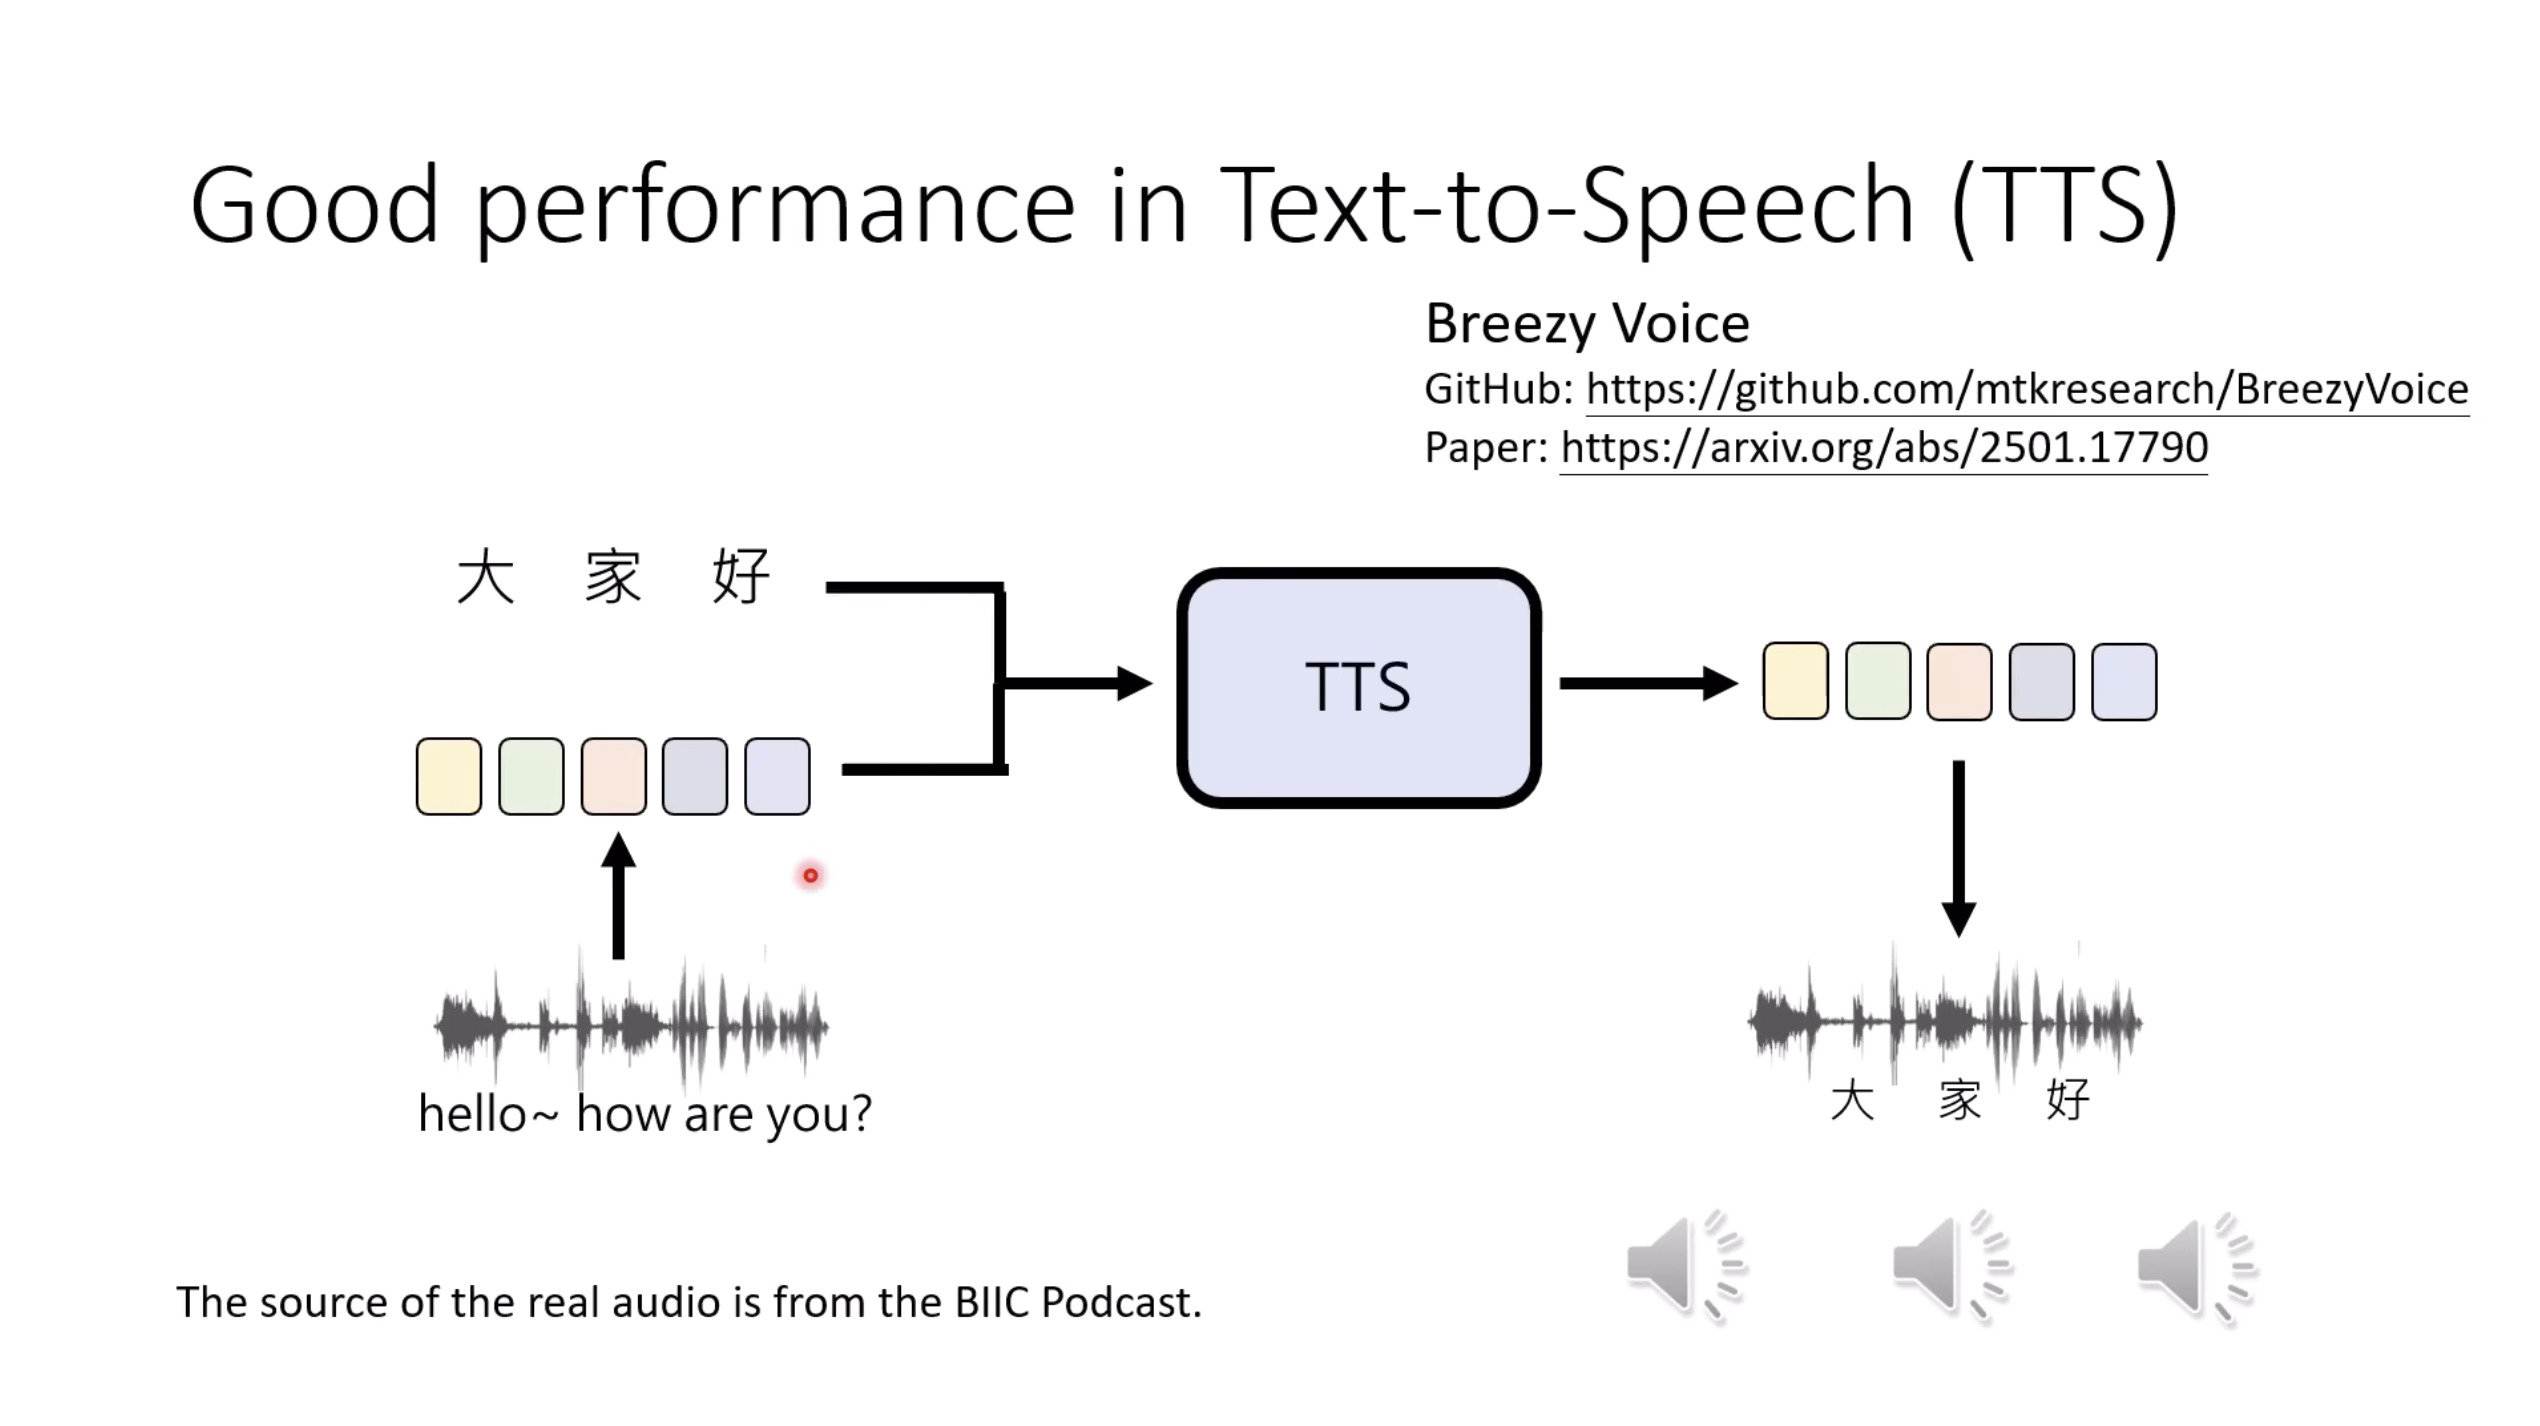 Good performance in Text-to-Speech (TTS)
Breezy Voice
GitHub: https://github.com/mtkresearch/BreezyVoice
Paper: https://arxiv.org/abs/2501.17790
大 家 好
TTS
hello~ how are you?
大 家 好
The source of the real audio is from the BIIC Podcast.